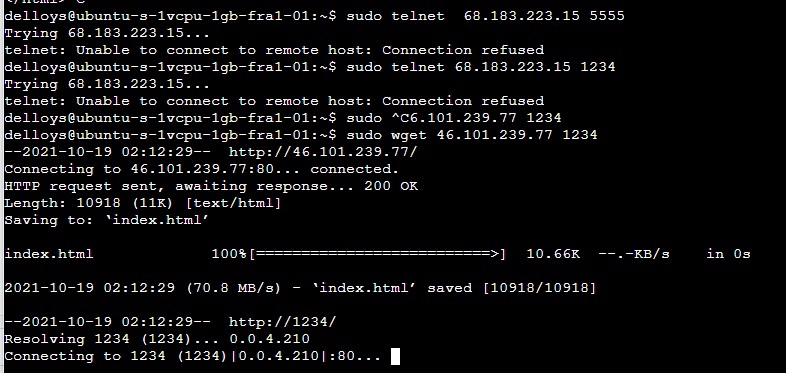 delloys@ubuntu-s-1vcpu-1gb-fra1-01:~$ sudo telnet  68.183.223.15 5555
Trying 68.183.223.15...
telnet: Unable to connect to remote host: Connection refused
delloys@ubuntu-s-1vcpu-1gb-fra1-01:~$ sudo telnet 68.183.223.15 1234
Trying 68.183.223.15...
telnet: Unable to connect to remote host: Connection refused
delloys@ubuntu-s-1vcpu-1gb-fra1-01:~$ sudo ^C6.101.239.77 1234
delloys@ubuntu-s-1vcpu-1gb-fra1-01:~$ sudo wget 46.101.239.77 1234
--2021-10-19 02:12:29--  http://46.101.239.77/
Connecting to 46.101.239.77:80... connected.
HTTP request sent, awaiting response... 200 OK
Length: 10918 (11K) [text/html]
Saving to: ‘index.html’
index.html          100%[===========================>]  10.66K  --.-KB/s    in 0s
2021-10-19 02:12:29 (70.8 MB/s) - ‘index.html’ saved [10918/10918]
--2021-10-19 02:12:29--  http://1234/
Resolving 1234 (1234)... 0.0.4.210
Connecting to 1234 (1234)|0.0.4.210|:80...